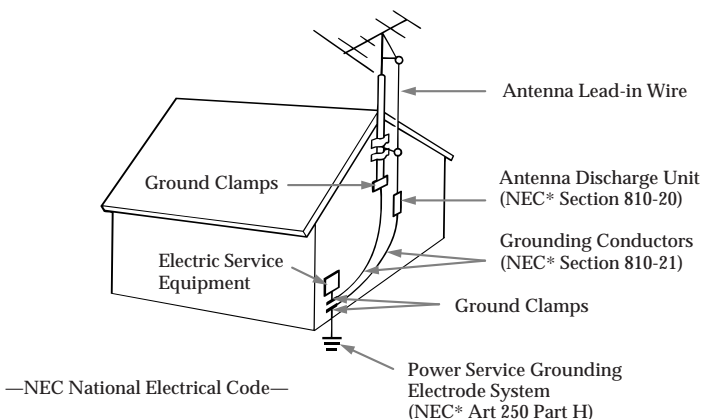 Antenna Lead-in Wire
Ground Clamps
Antenna Discharge Unit
(NEC* Section 810-20)
Electric Service
Equipment
Grounding Conductors
(NEC* Section 810-21)
Ground Clamps
—NEC National Electrical Code—
Power Service Grounding
Electrode System
(NEC* Art 250 Part H)